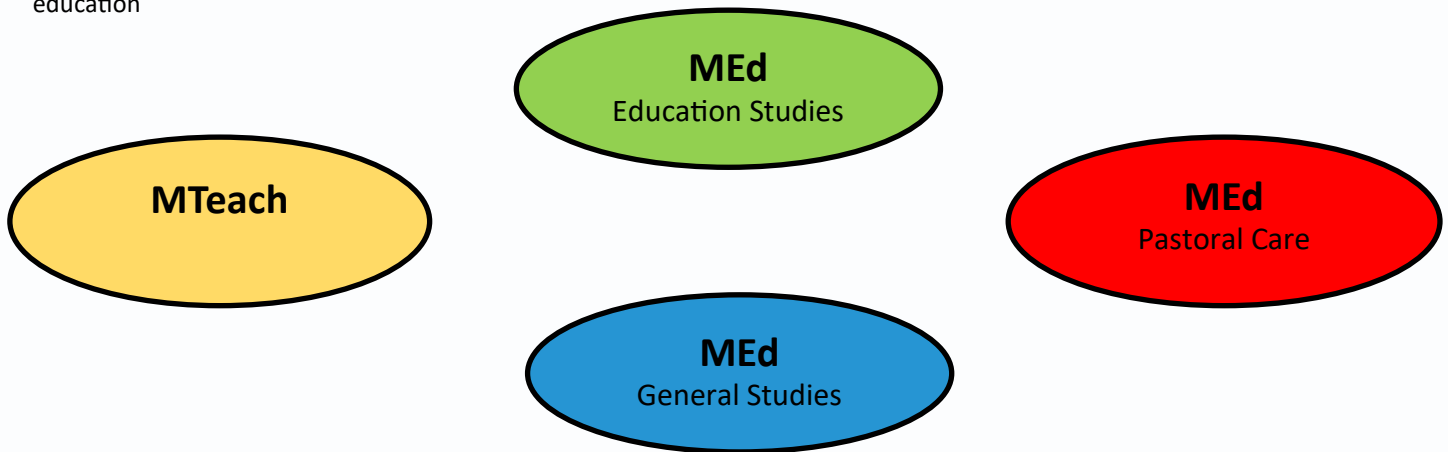 education
MEd
Education Studies
MTeach
MEd
Pastoral Care
MEd
General Studies